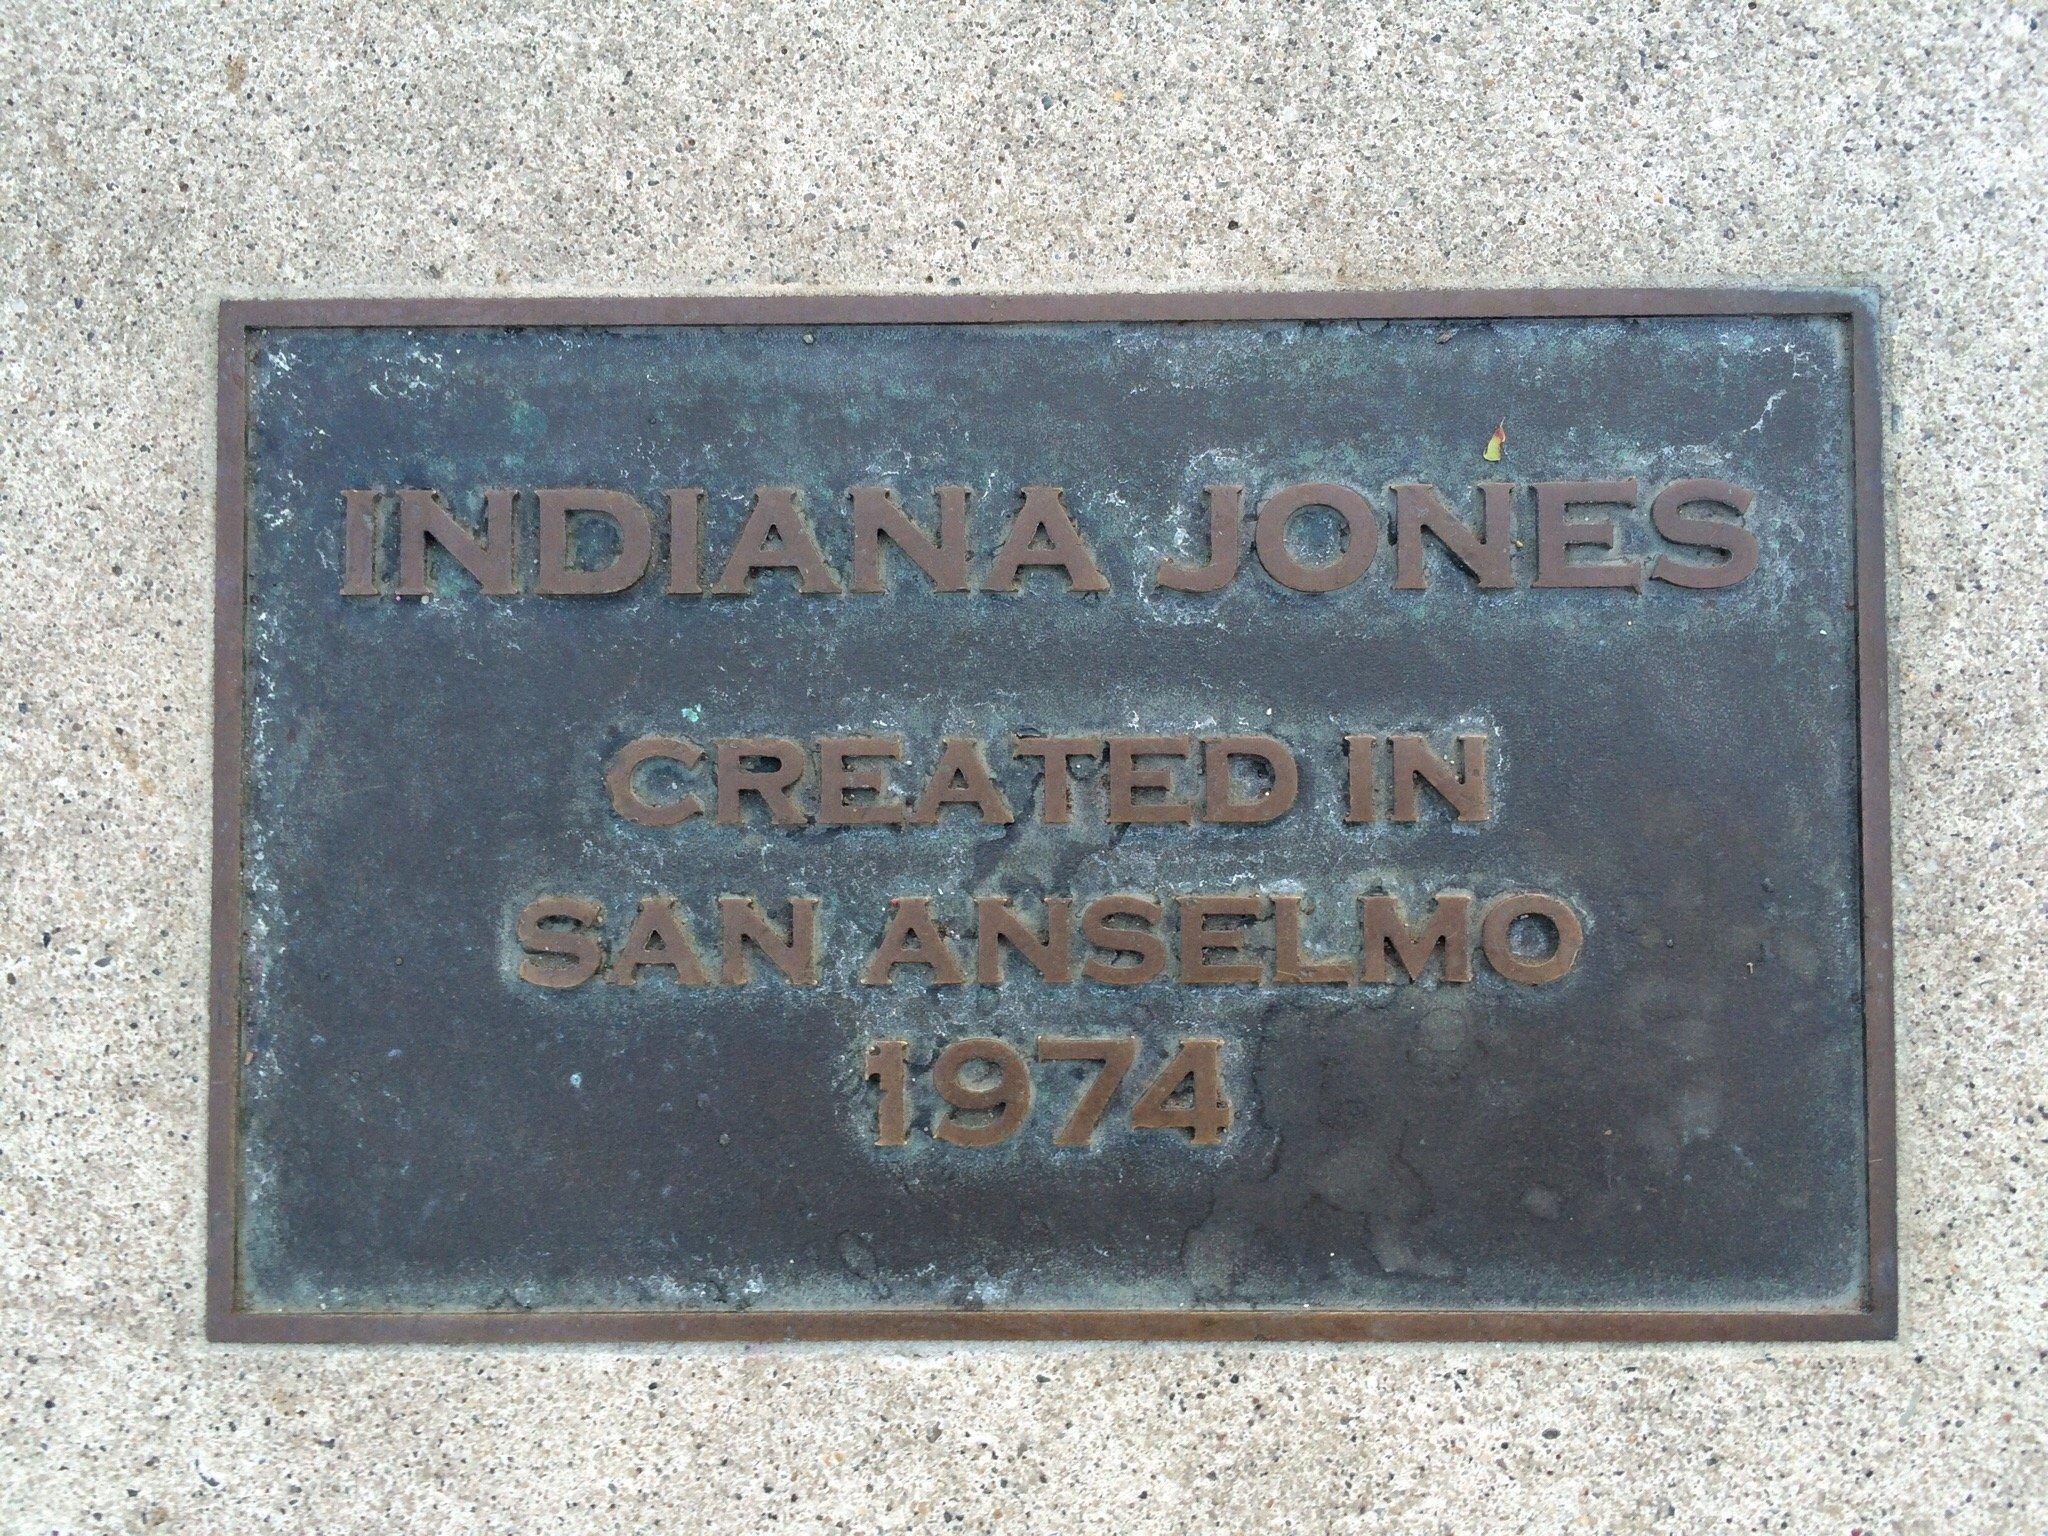 INDIANA JONES
CREATED IN
SAN ANSELMO
1974